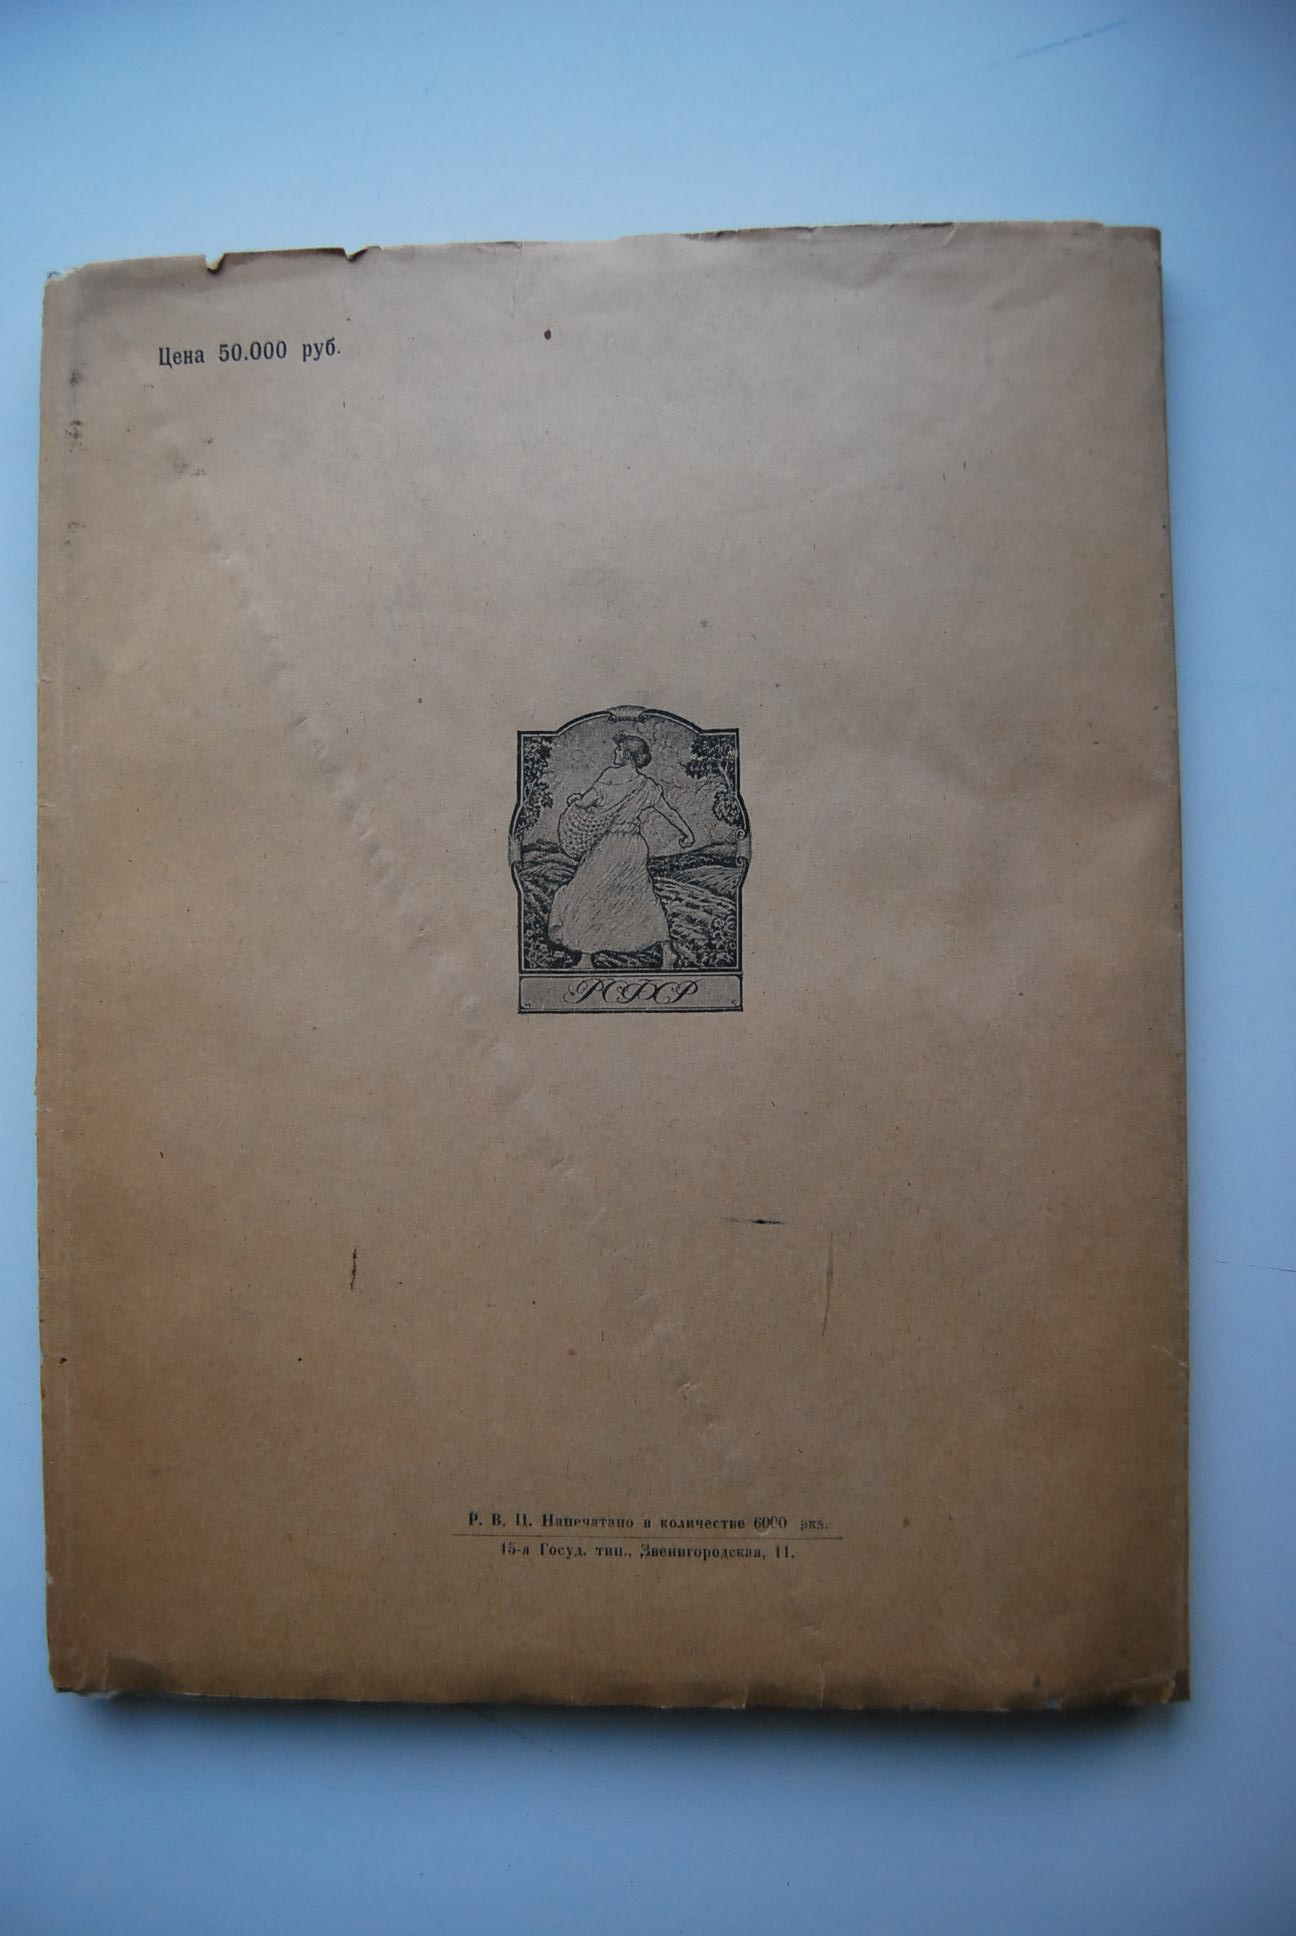 Цена 50.000 руб.
РСФСР
Р. В. Ц. Напечатано в количестве 6000 экз.
15-я Госуд. тип., Звенигородская, 11.